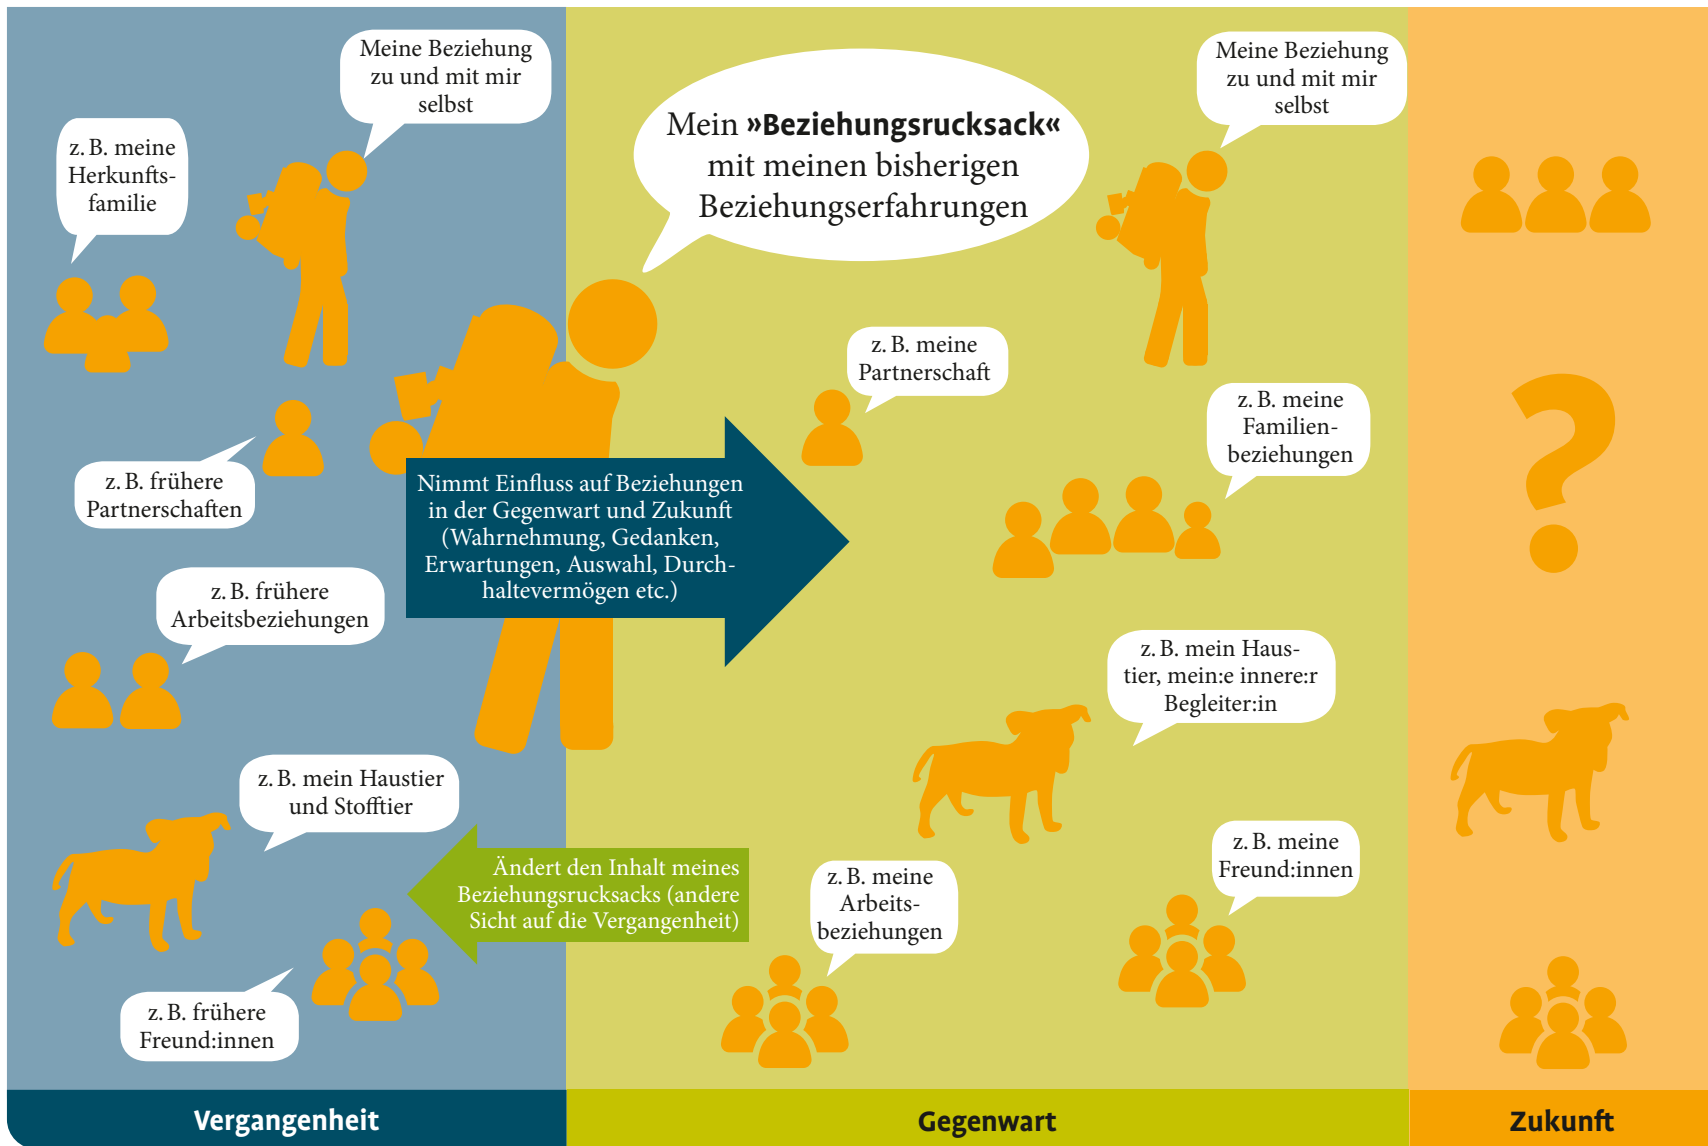 Meine Beziehung
zu und mit mir
selbst
z. B. meine
Herkunfts-
familie
z. B. frühere
Partnerschaften
z. B. frühere
Arbeitsbeziehungen
z. B. mein Haustier
und Stofftier
z. B. frühere
Freund:innen
Mein »Beziehungsrucksack«
mit meinen bisherigen
Beziehungserfahrungen
Nimmt Einfluss auf Beziehungen
in der Gegenwart und Zukunft
(Wahrnehmung, Gedanken,
Erwartungen, Auswahl, Durch-
haltevermögen etc.)
Ändert den Inhalt meines
Beziehungsrucksacks (andere
Sicht auf die Vergangenheit)
Meine Beziehung
zu und mit mir
selbst
z. B. meine
Partnerschaft
z. B. meine
Familien-
beziehungen
z. B. mein Haus-
tier, mein:e innere:r
Begleiter:in
z. B. meine
Freund:innen
z. B. meine
Arbeits-
beziehungen
?
Vergangenheit
Gegenwart
Zukunft